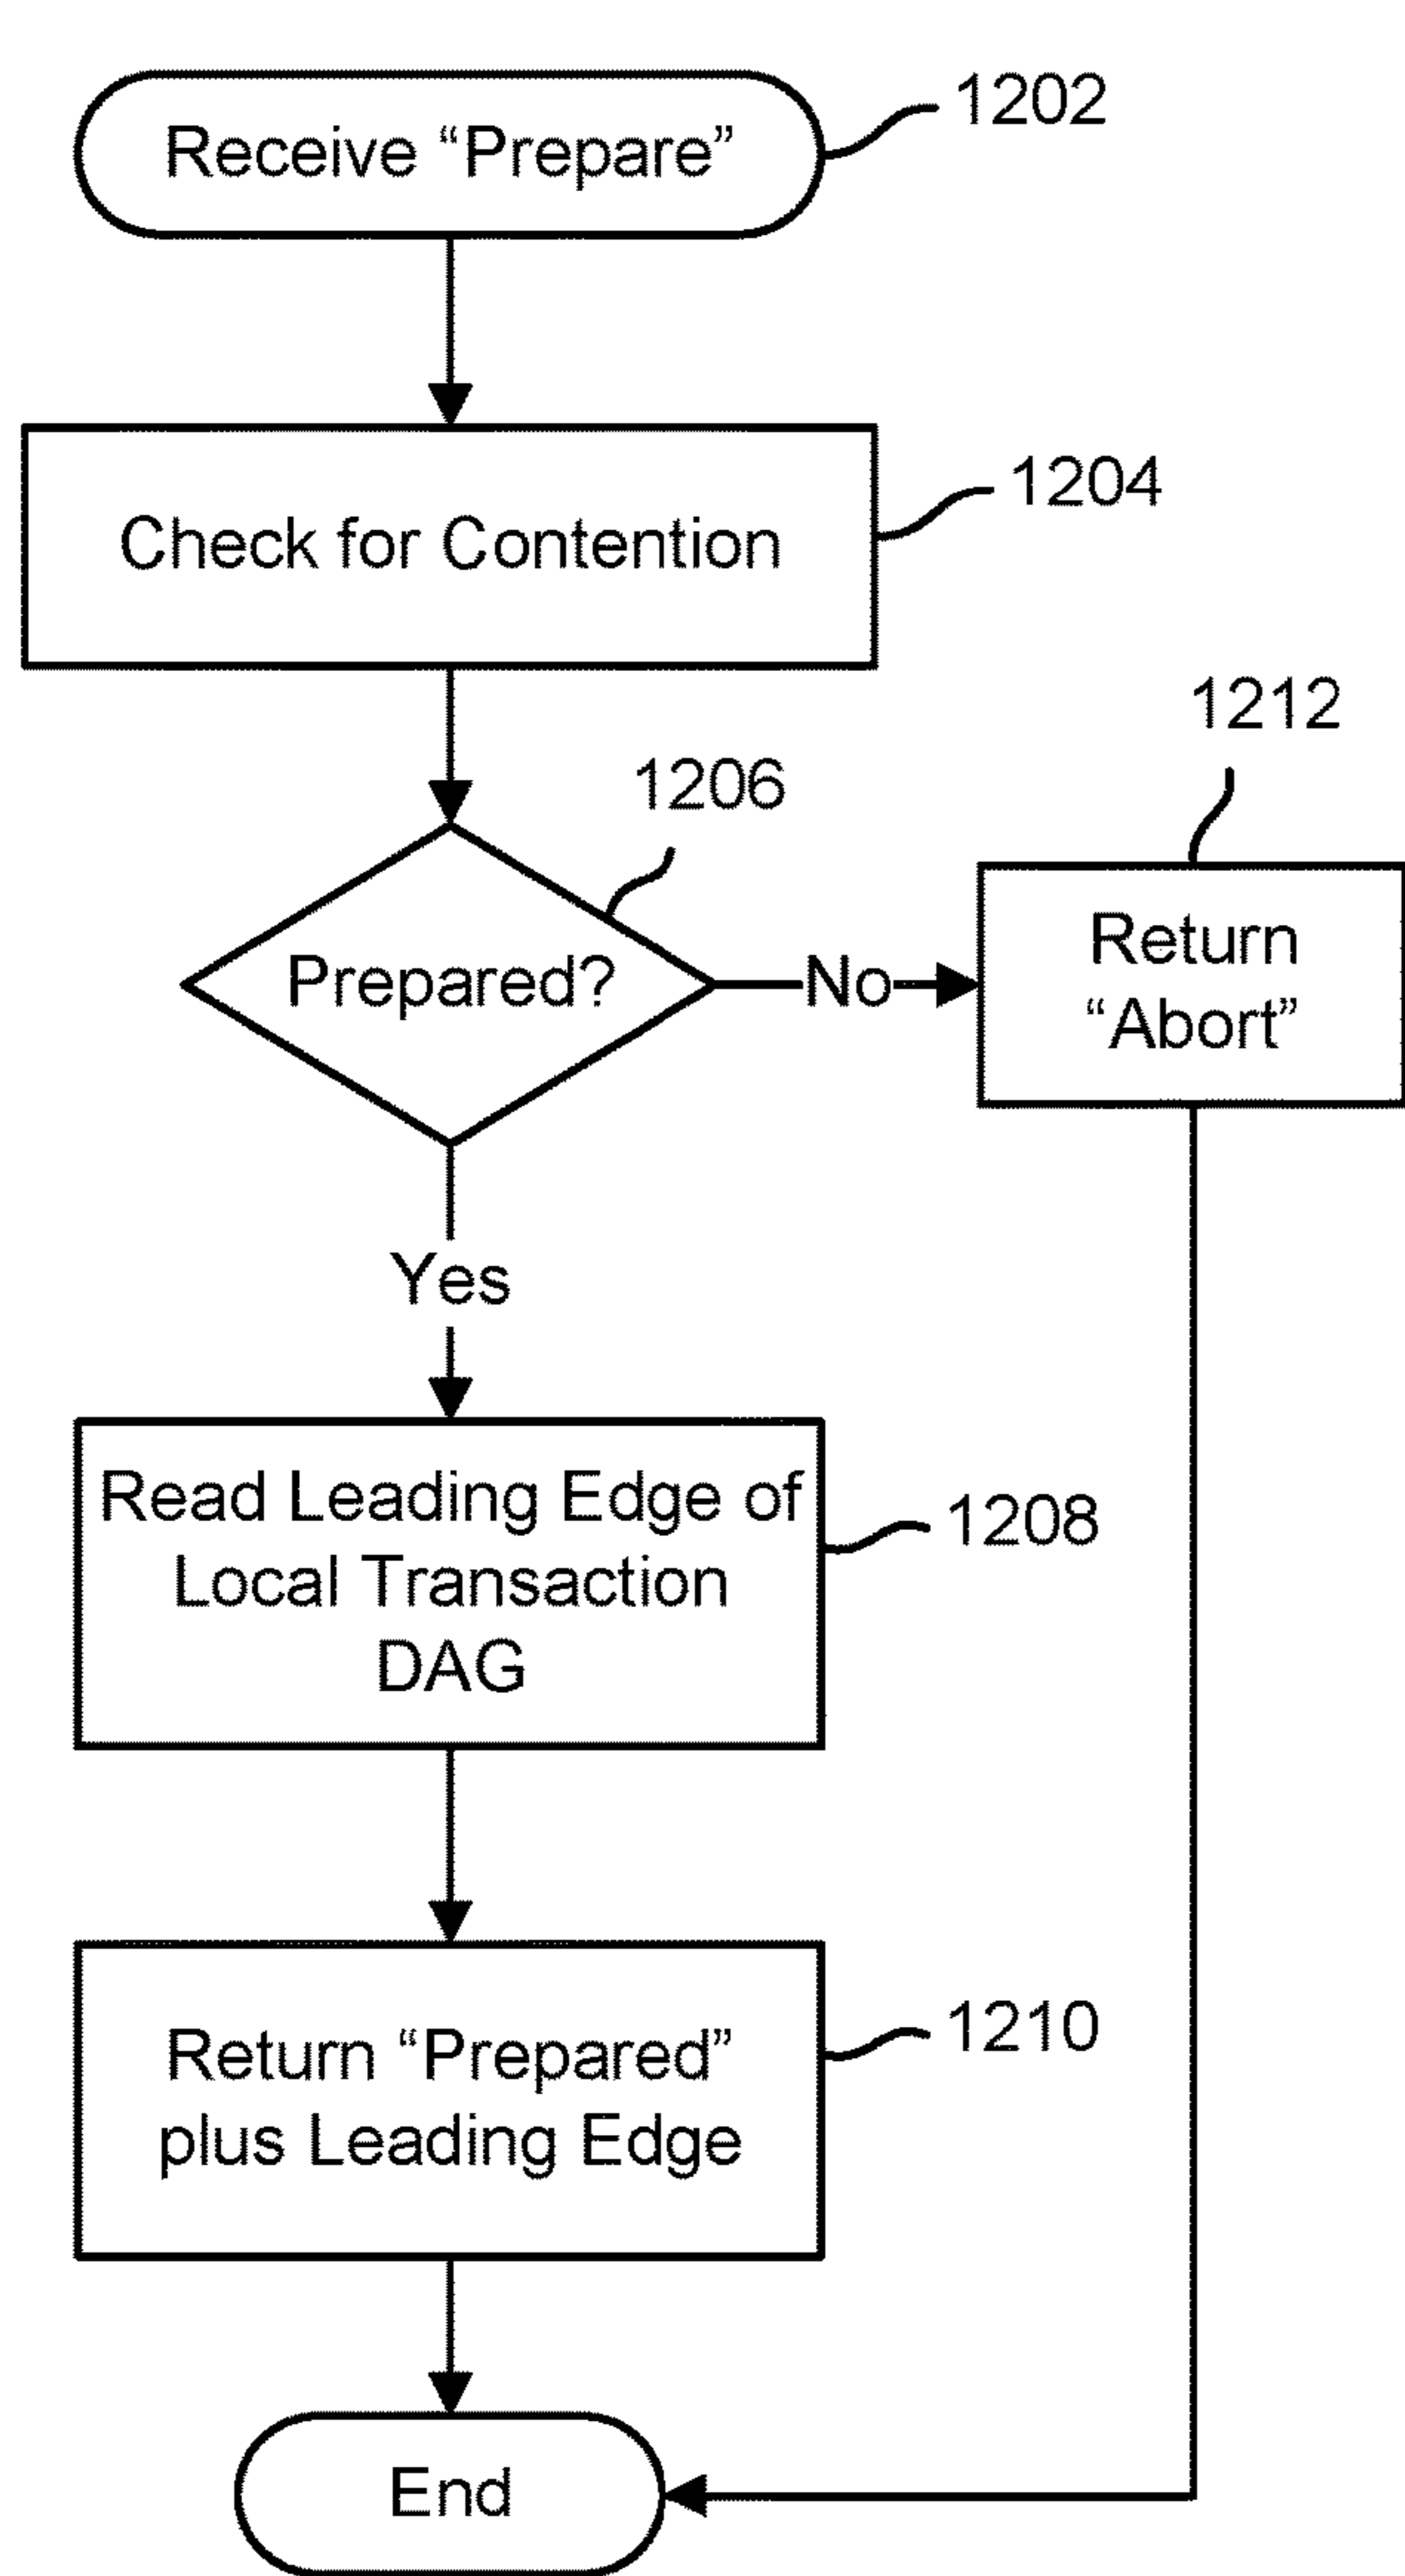 Receive “Prepare”
1202
Check for Contention
1204
1206
Prepared?
No
1212
Return
“Abort”
Yes
Read Leading Edge of
Local Transaction
DAG
1208
Return “Prepared”
plus Leading Edge
1210
End